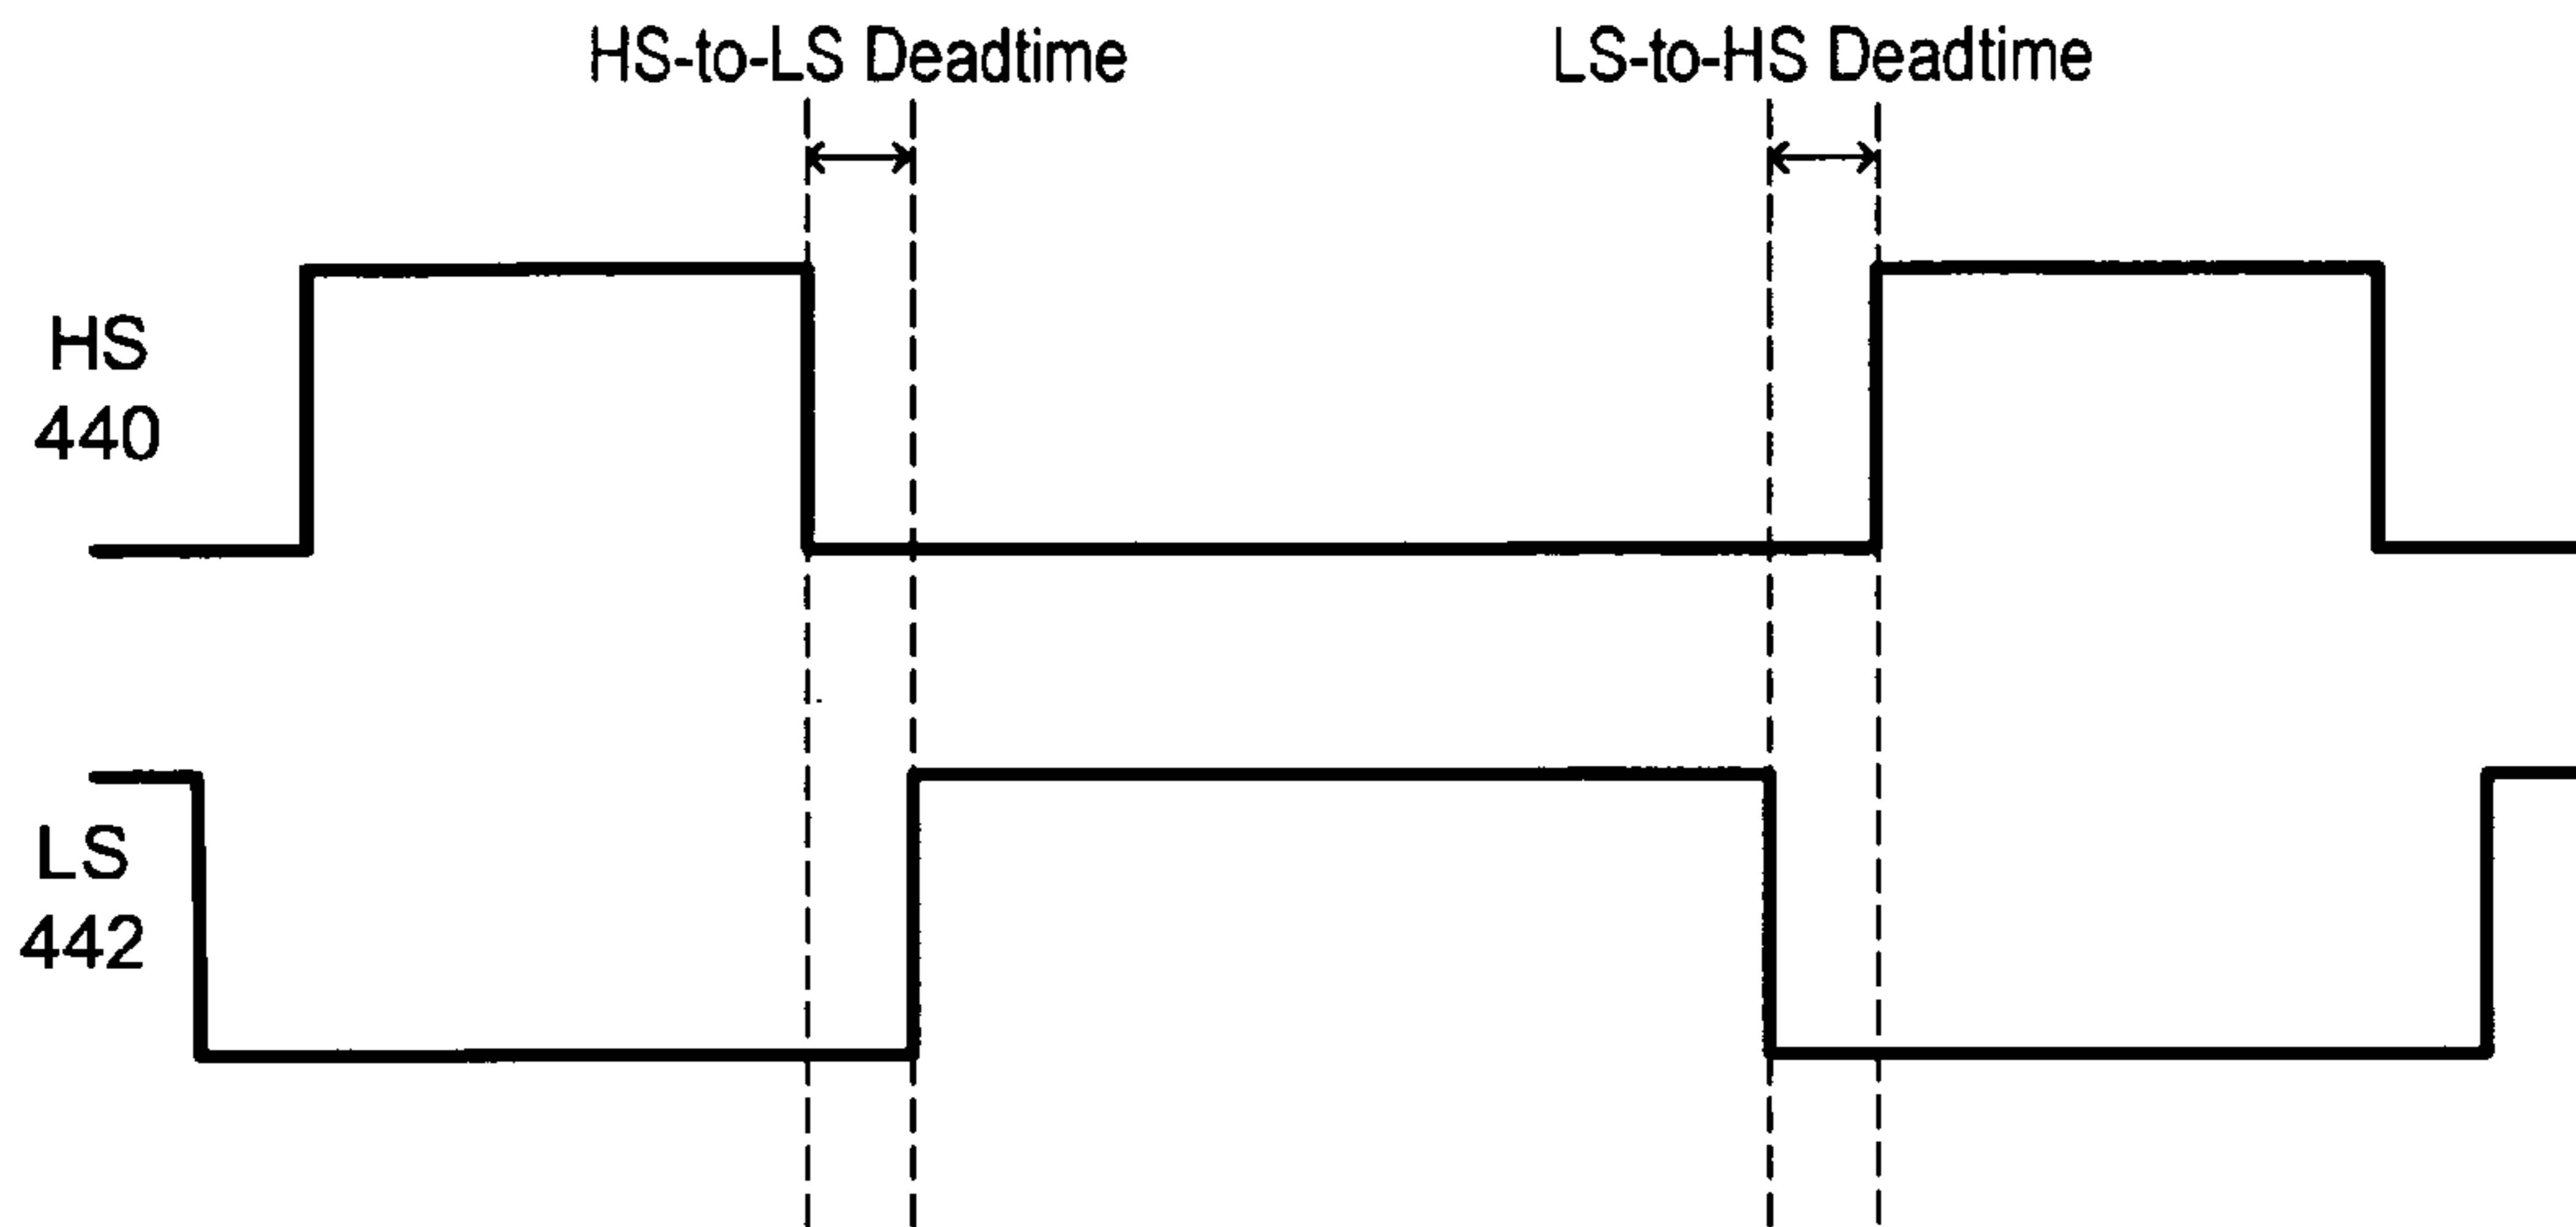 HS-to-LS Deadtime
LS-to-HS Deadtime
HS
440
LS
442